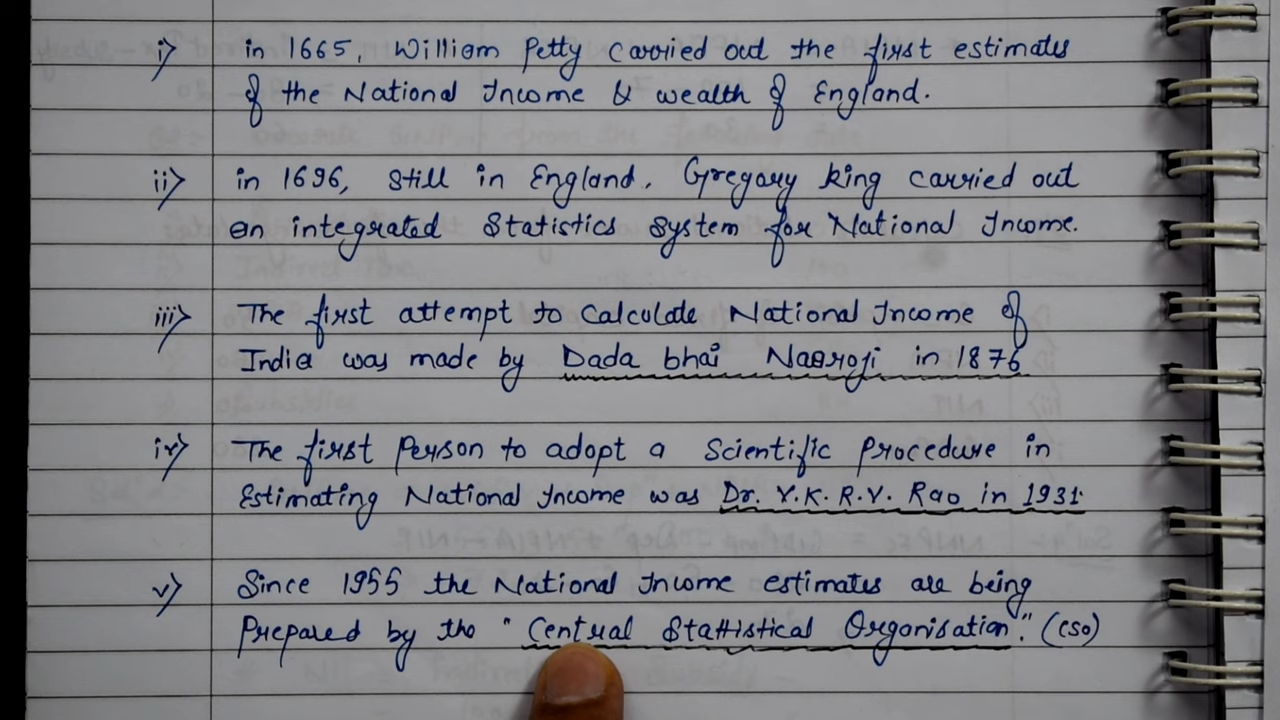 i) in 1665, William Petty carried out the first estimates
of the National Income & wealth of England.
ii) in 1696, still in England, Gregory King carried out
an integrated Statistics System for National Income.
iii) The first attempt to calculate National Income of
India was made by Dada bhai Naoroji in 1876
iv) The first Person to adopt a Scientific Procedure in
Estimating National Income was Dr. V.K.R.V. Rao in 1931.
v) Since 1955 the National Income estimates are being
Prepared by the "Central Stattistical Organisation". (CSO)